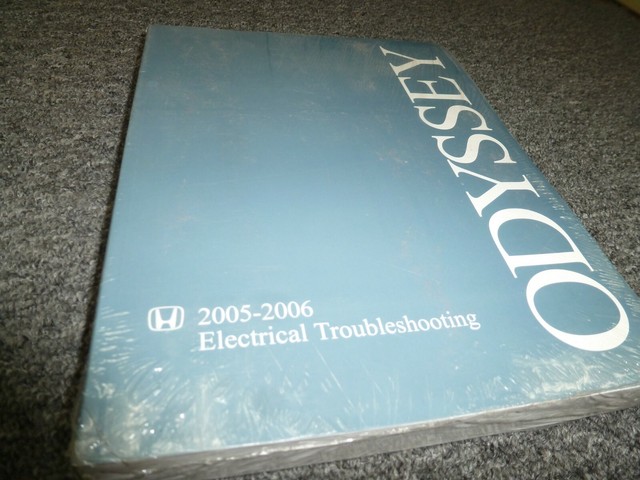 ODYSSEY
2005-2006
Electrical Troubleshooting